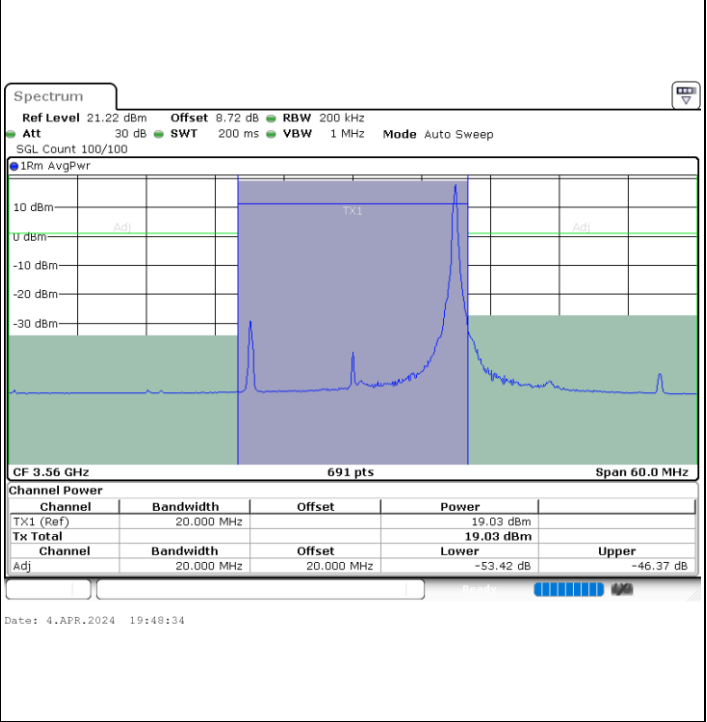 Spectrum
Ref Level 21.22 dBm Offset 8.72 dB RBW 200 kHz
Att 30 dB SWT 200 ms VBW 1 MHz Mode Auto Sweep
SGL Count 100/100
1Rm AvgPwr
10 dBm
TX1
Adj
Adj
0 dBm
-10 dBm
-20 dBm
-30 dBm
CF 3.56 GHz 691 pts Span 60.0 MHz
Channel Power
Channel Bandwidth Offset Power
TX1 (Ref) 20.000 MHz 19.03 dBm
Tx Total 19.03 dBm
Channel Bandwidth Offset Lower Upper
Adj 20.000 MHz 20.000 MHz -53.42 dB -46.37 dB
Ready
Date: 4.APR.2024 19:48:34